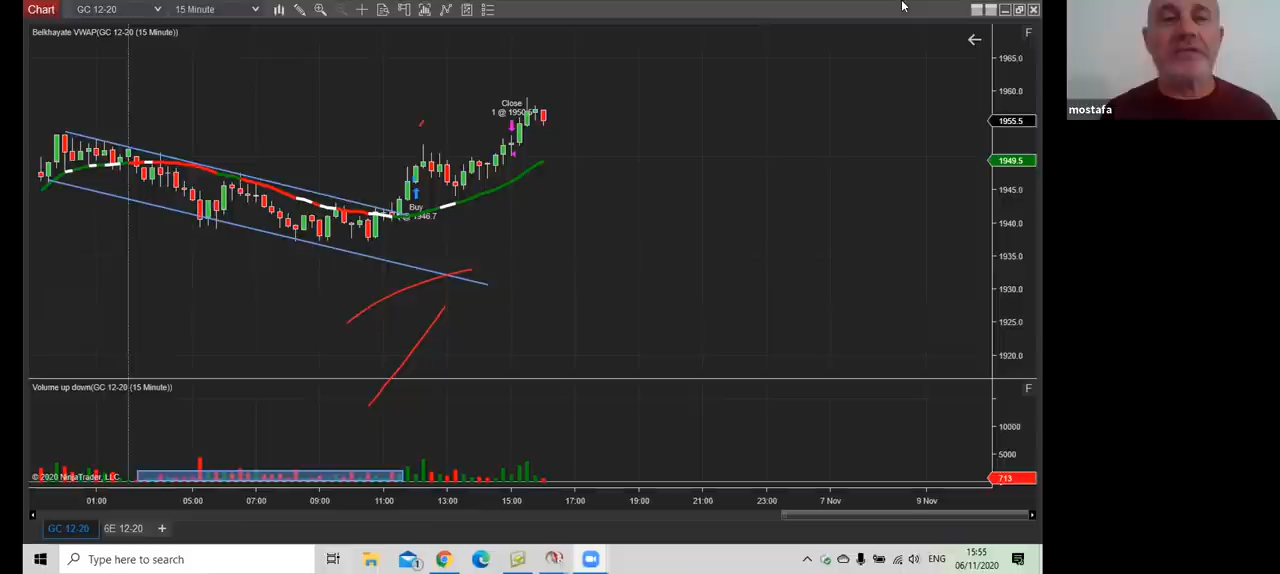 Chart GC 12-20 15 Minute
Beikhayate VWAP(GC 12-20 (15 Minute))
F
mostafa
1965.0
1960.0
Close
1 @ 1950.
1955.5
1949.5
1945.0
Buy
@ 1946.7
1940.0
1935.0
1930.0
1925.0
1920.0
Volume up down(GC 12-20 (15 Minute))
F
10000
5000
© 2020 NinjaTrader, LLC
713
01:00 05:00 07:00 09:00 11:00 13:00 15:00 17:00 19:00 21:00 23:00 7 Nov 9 Nov
GC 12-20 6E 12-20 +
Type here to search
1
ENG
15:55
06/11/2020